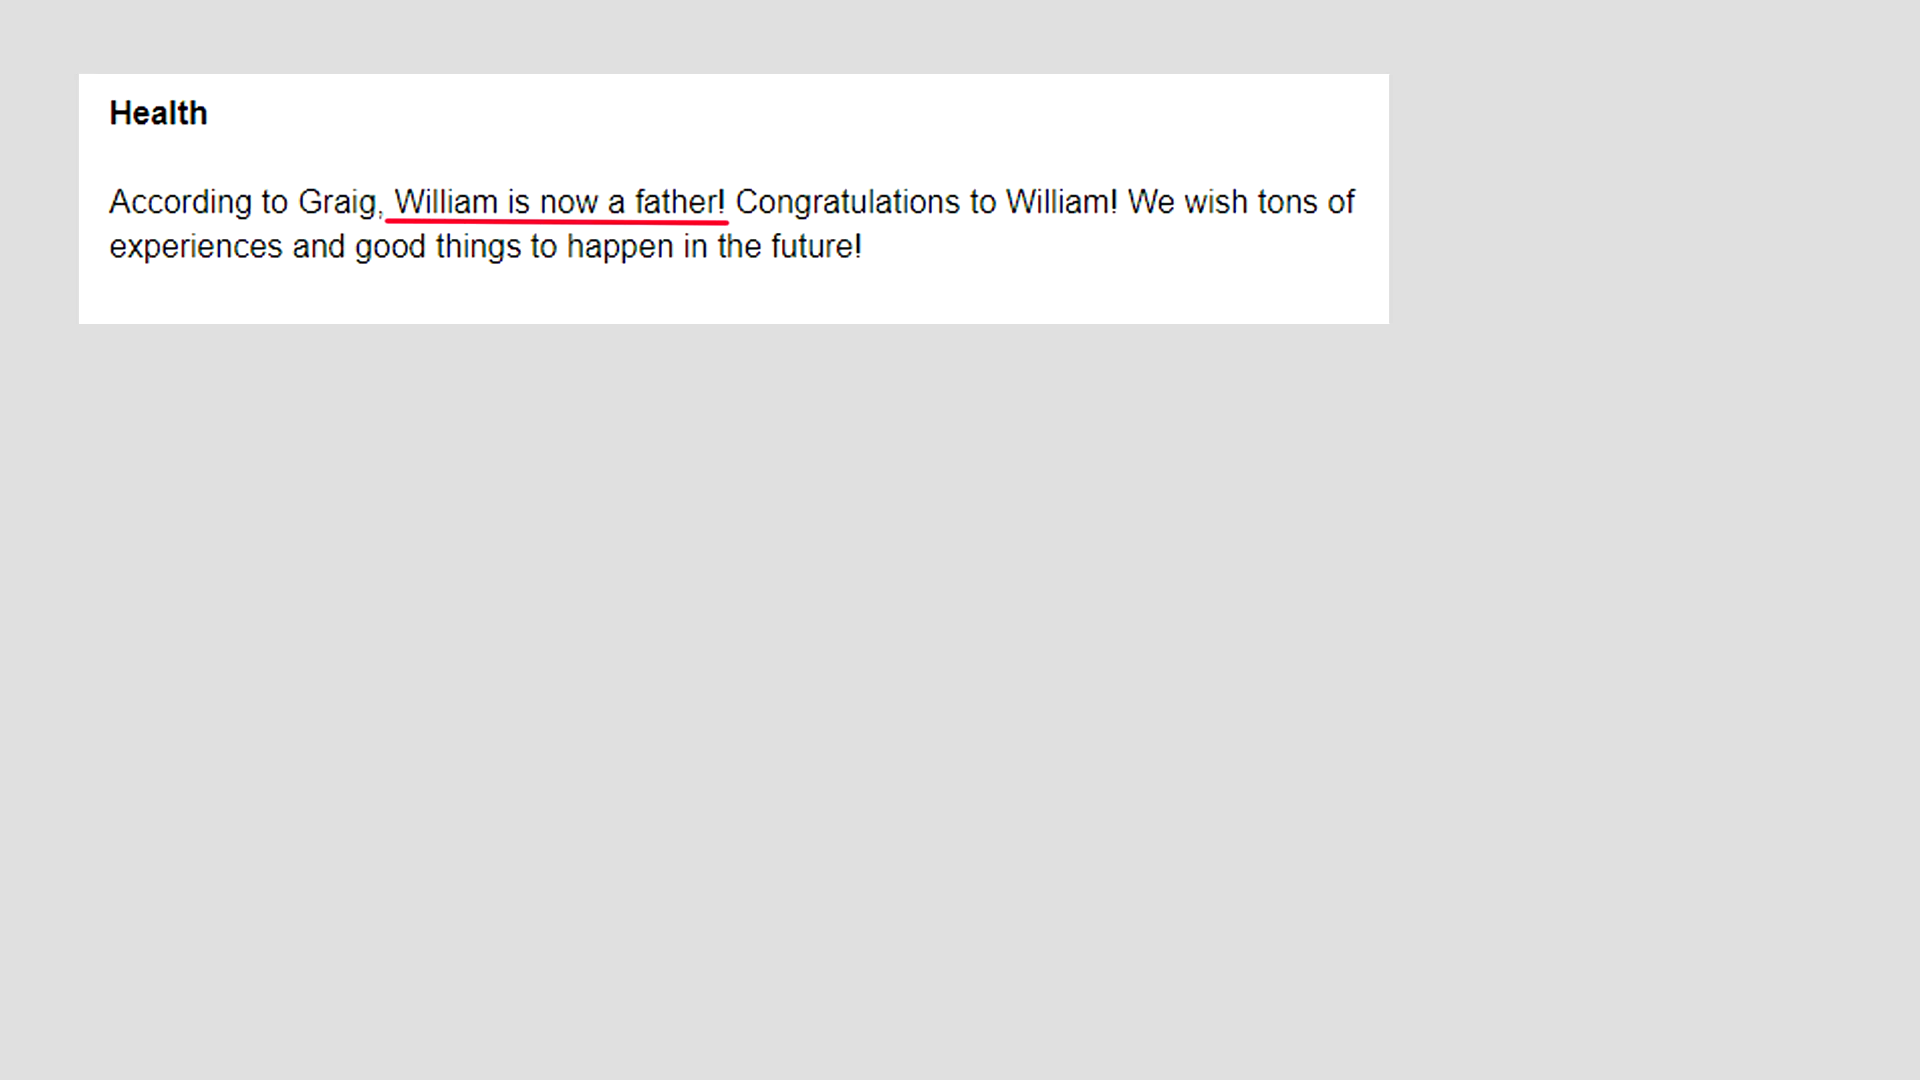 Health
According to Graig, William is now a father! Congratulations to William! We wish tons of
experiences and good things to happen in the future!